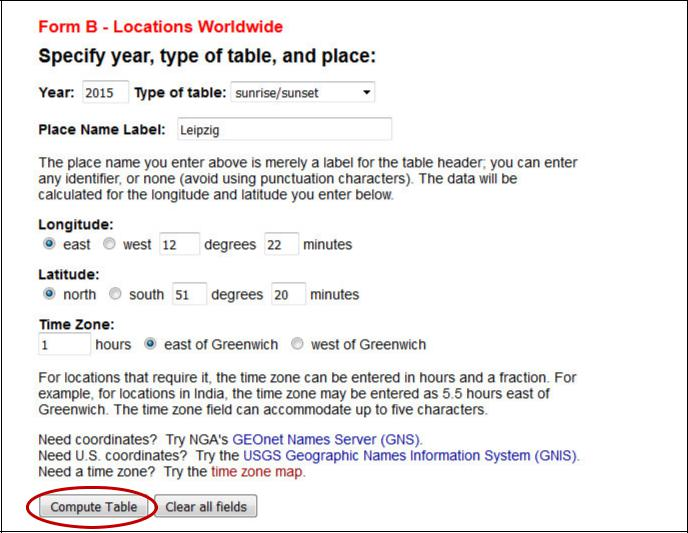 Form B - Locations Worldwide
Specify year, type of table, and place:
Year: 2015 Type of table: sunrise/sunset
Place Name Label: Leipzig
The place name you enter above is merely a label for the table header; you can enter
any identifier, or none (avoid using punctuation characters). The data will be
calculated for the longitude and latitude you enter below.
Longitude:
east west 12 degrees 22 minutes
Latitude:
north south 51 degrees 20 minutes
Time Zone:
1 hours east of Greenwich west of Greenwich
For locations that require it, the time zone can be entered in hours and a fraction. For
example, for locations in India, the time zone may be entered as 5.5 hours east of
Greenwich. The time zone field can accommodate up to five characters.
Need coordinates? Try NGA's GEOnet Names Server (GNS).
Need U.S. coordinates? Try the USGS Geographic Names Information System (GNIS).
Need a time zone? Try the time zone map.
Compute Table Clear all fields